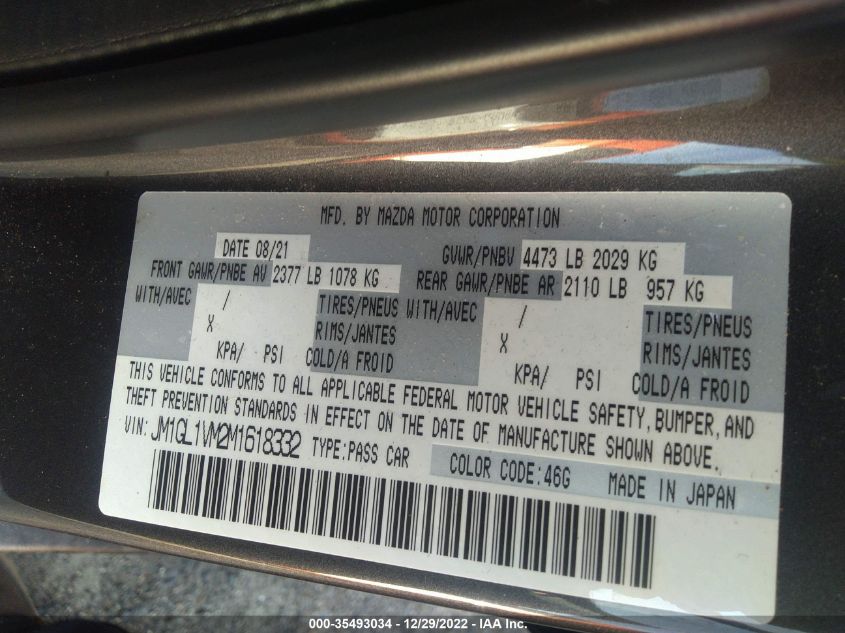 MFD. BY MAZDA MOTOR CORPORATION
DATE 08/21 GVWR/PNBV 4473 LB 2029 KG
FRONT GAWR/PNBE AV 2377 LB 1078 KG REAR GAWR/PNBE AR 2110 LB 957 KG
WITH/AVEC / TIRES/PNEUS WITH/AVEC / TIRES/PNEUS
X RIMS/JANTES X RIMS/JANTES
KPA/ PSI COLD/A FROID KPA/ PSI COLD/A FROID
THIS VEHICLE CONFORMS TO ALL APPLICABLE FEDERAL MOTOR VEHICLE SAFETY, BUMPER, AND
THEFT PREVENTION STANDARDS IN EFFECT ON THE DATE OF MANUFACTURE SHOWN ABOVE.
VIN: JM1GL1VM2M1618332 TYPE: PASS CAR COLOR CODE: 46G MADE IN JAPAN
000-35493034 - 12/29/2022 - IAA Inc.